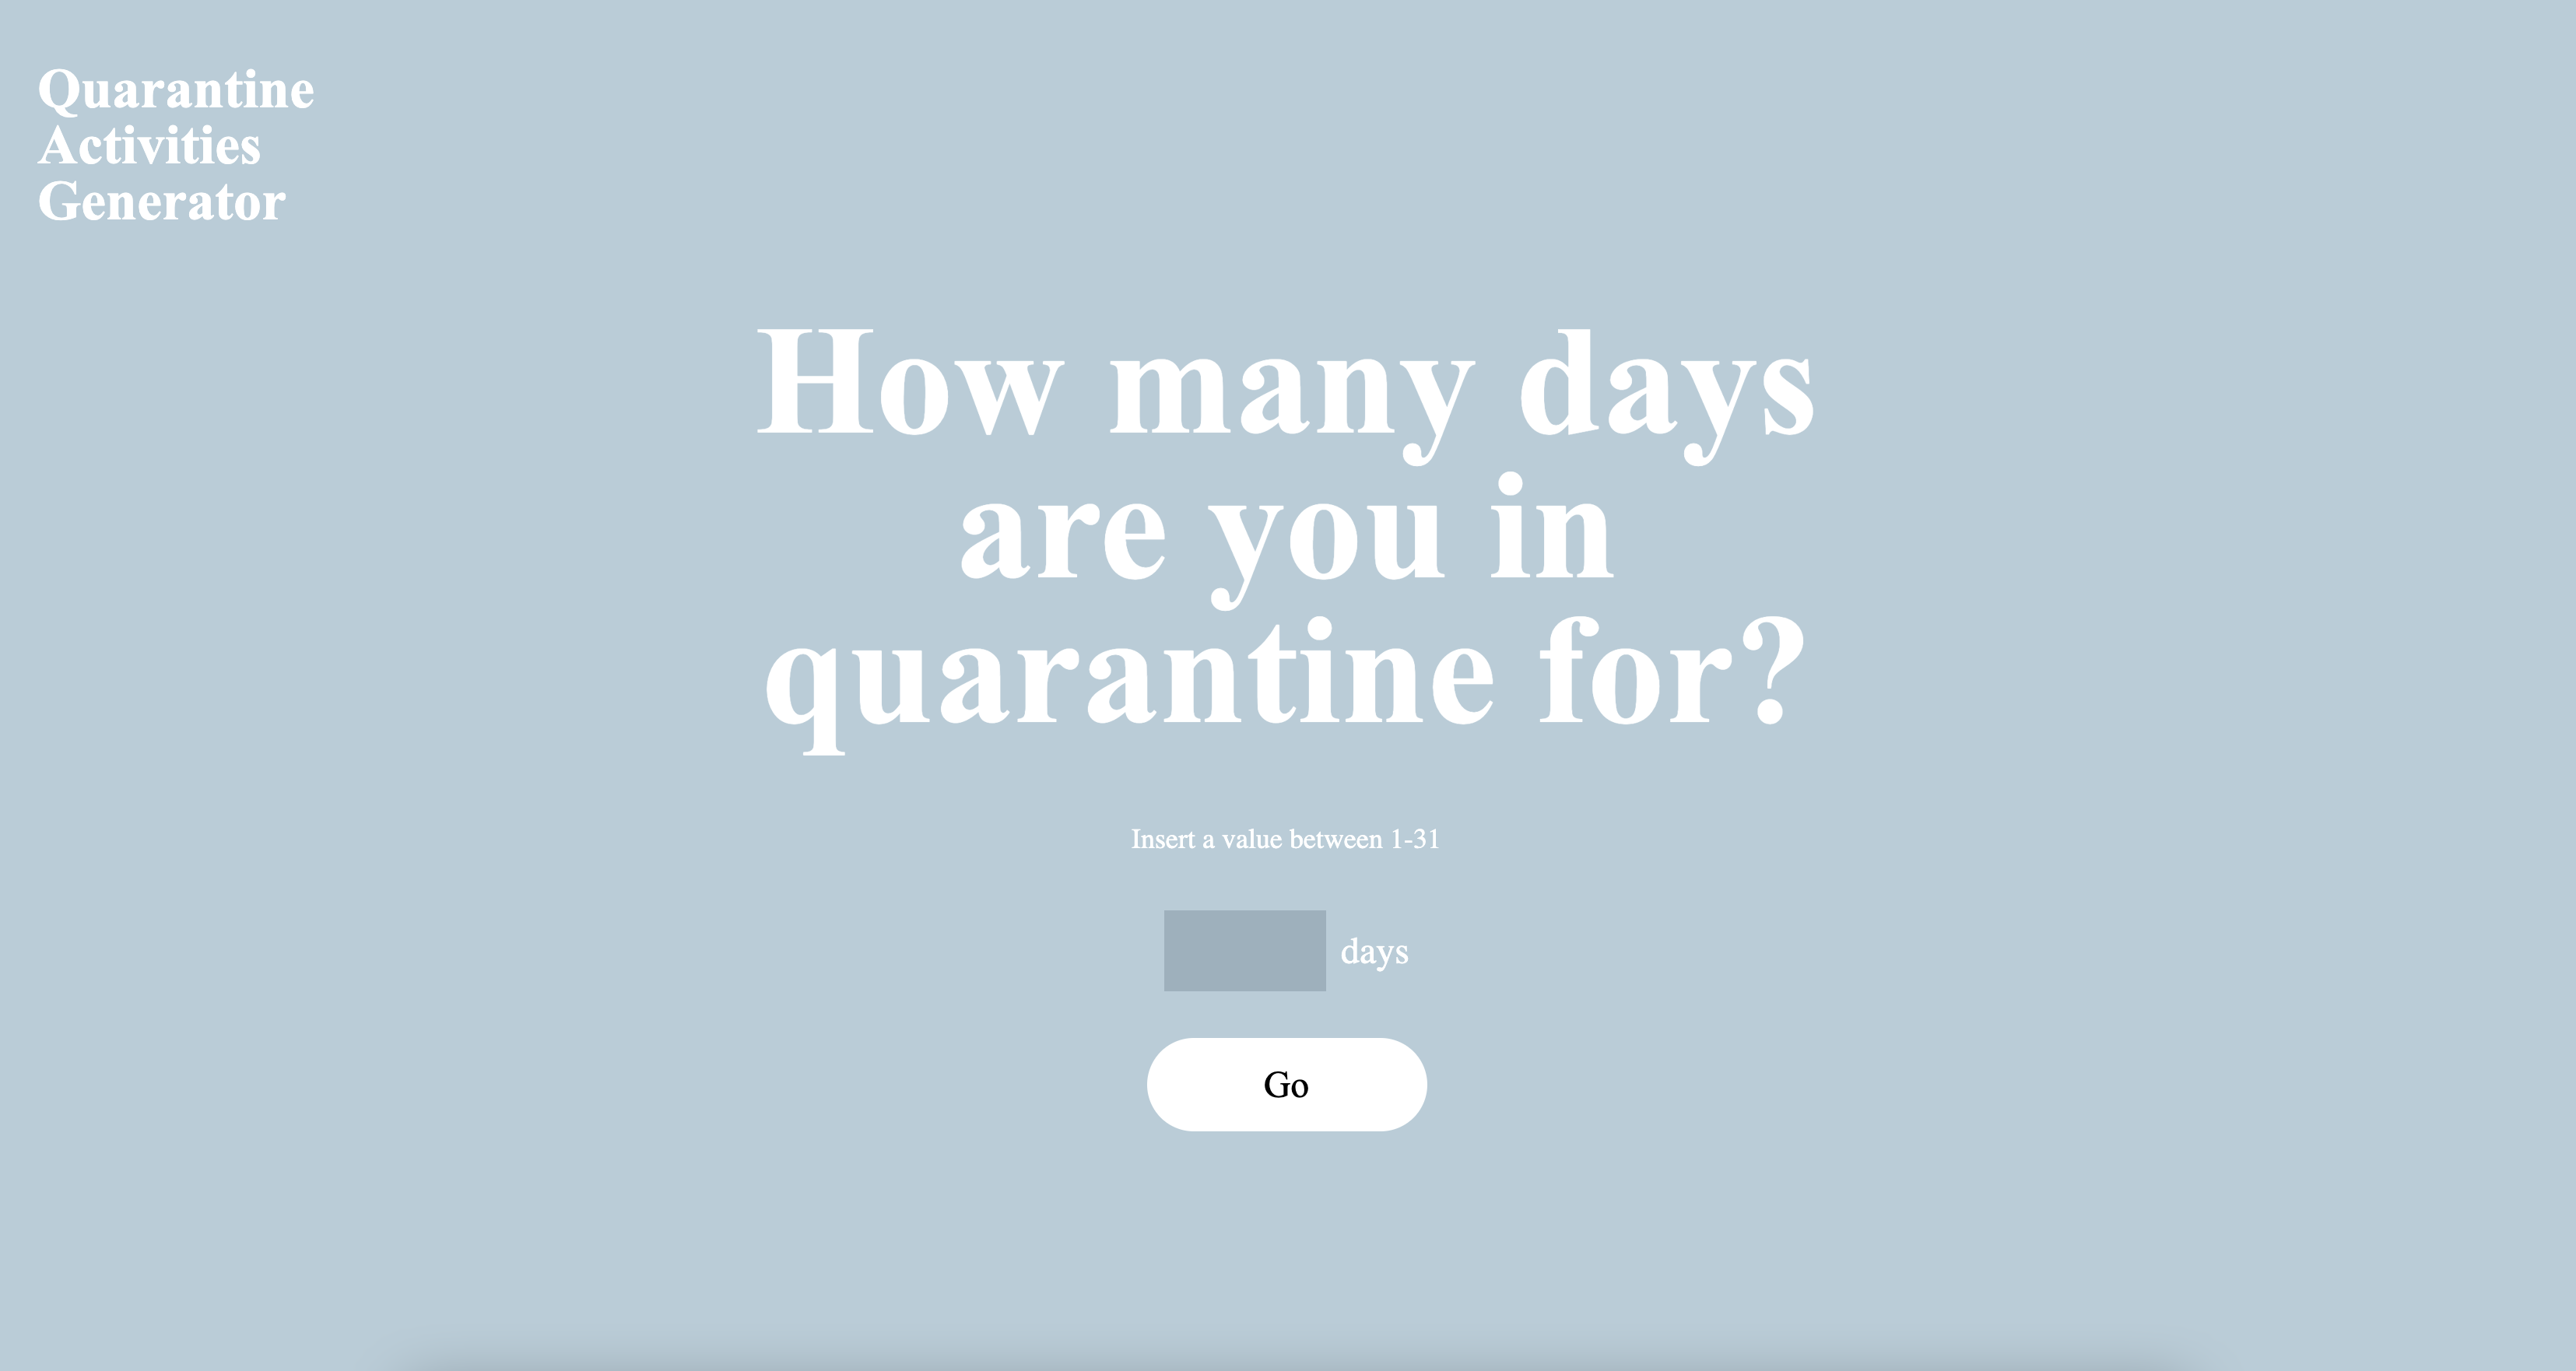 Quarantine
Activities
Generator
How many days
are you in
quarantine for?
Insert a value between 1-31
days
Go